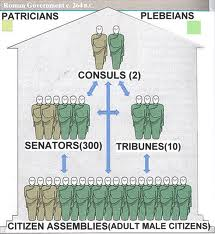 Roman Government c. 264 B.C.
PATRICIANS PLEBEIANS
CONSULS (2)
SENATORS(300) TRIBUNES(10)
CITIZEN ASSEMBLIES(ADULT MALE CITIZENS)